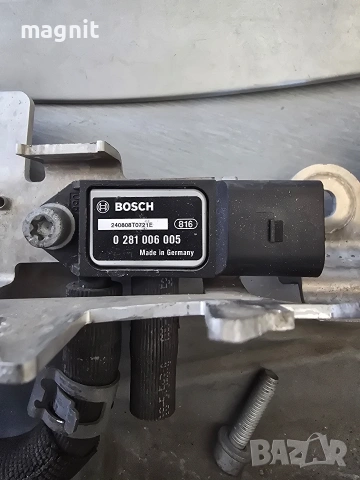 magnit
BOSCH
240808T0721E
B16
0 281 006 005
Made in Germany
BAZAR